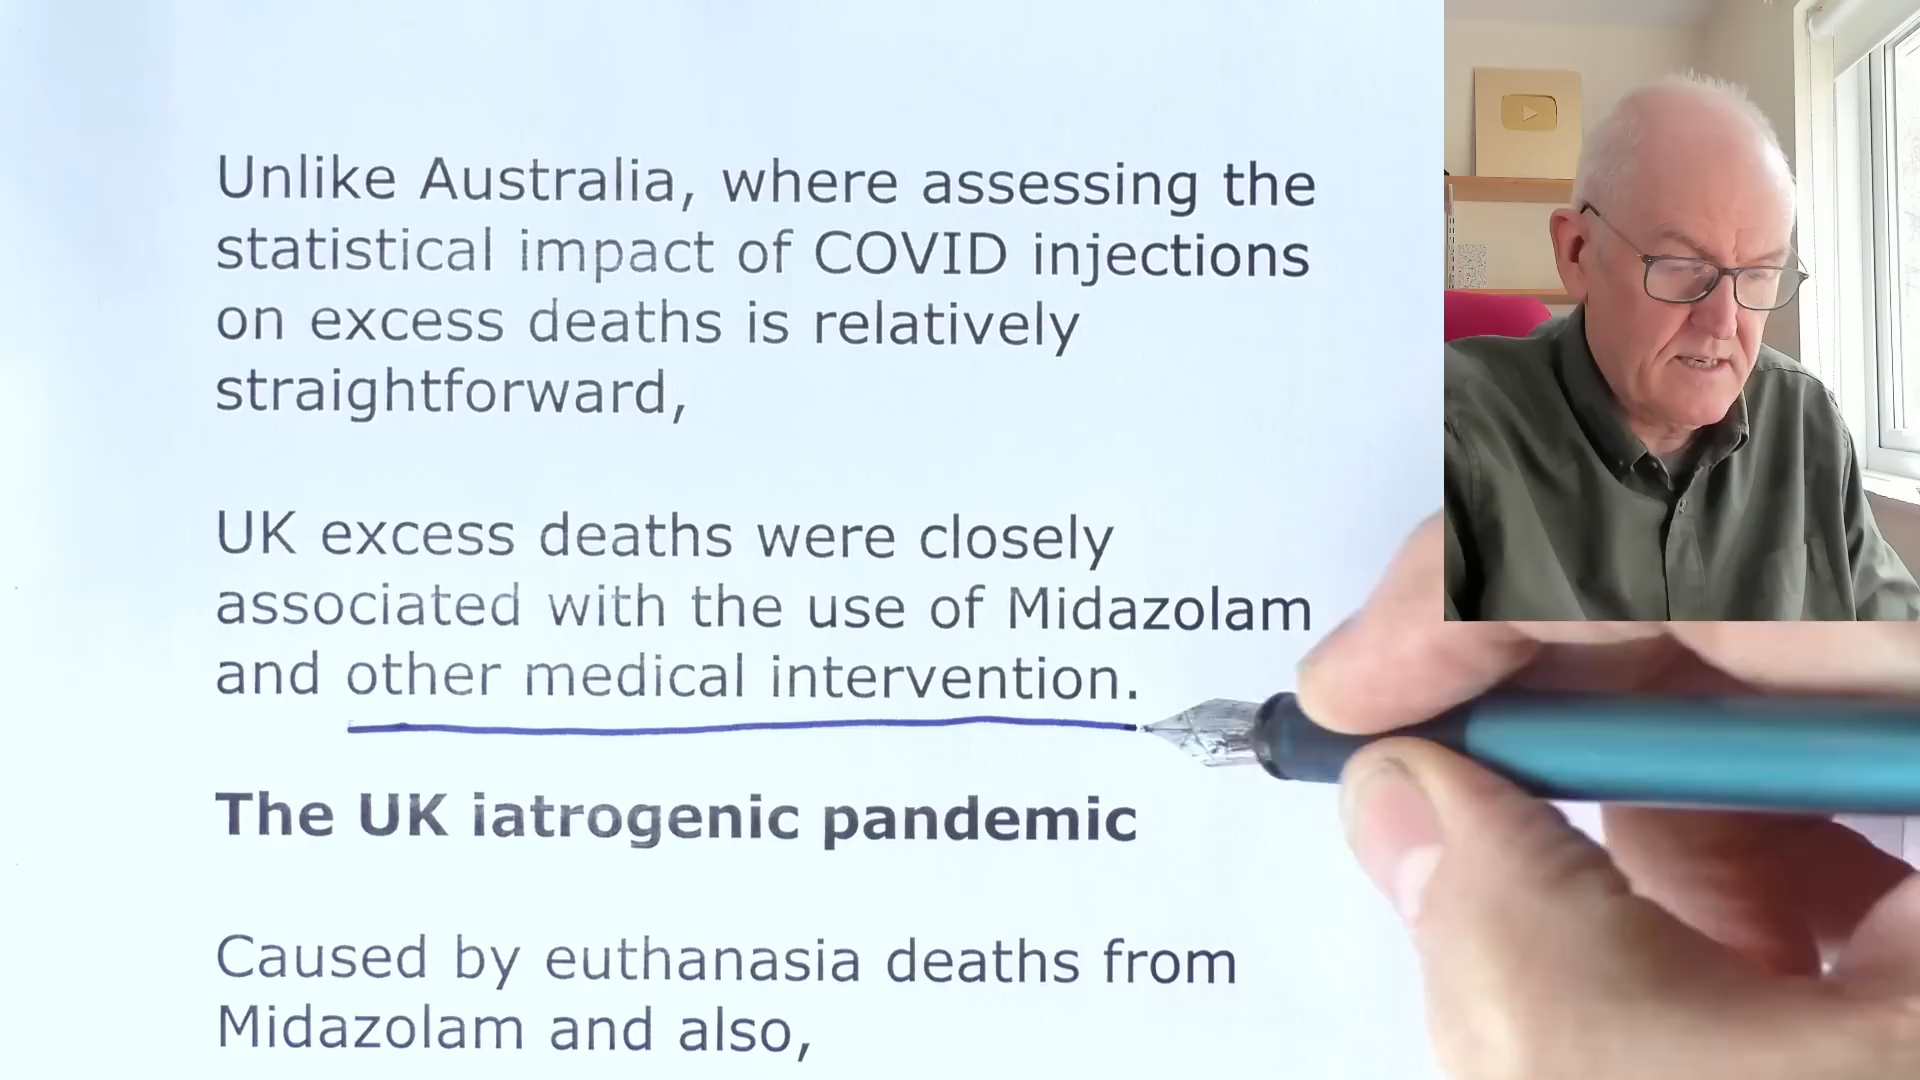 Unlike Australia, where assessing the
statistical impact of COVID injections
on excess deaths is relatively
straightforward,
UK excess deaths were closely
associated with the use of Midazolam
and other medical intervention.
The UK iatrogenic pandemic
Caused by euthanasia deaths from
Midazolam and also,